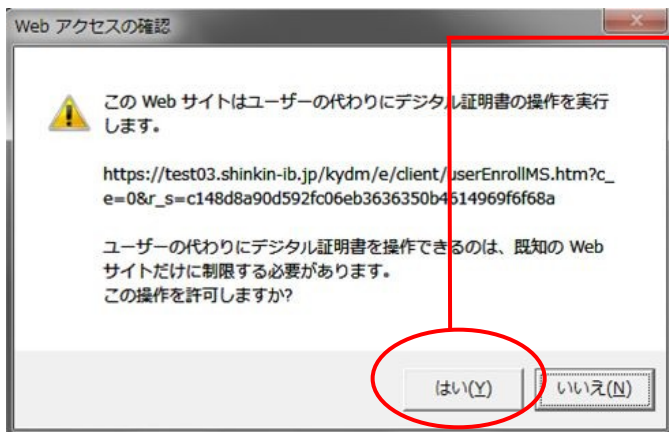 Web アクセスの確認
この Web サイトはユーザーの代わりにデジタル証明書の操作を実行
します。
https://test03.shinkin-ib.jp/kydm/e/client/userEnrollMS.htm?c_
e=0&r_s=c148d8a90d592fc06eb3636350b4614969f6f68a
ユーザーの代わりにデジタル証明書を操作できるのは、既知の Web
サイトだけに制限する必要があります。
この操作を許可しますか?
はい(Y)
いいえ(N)